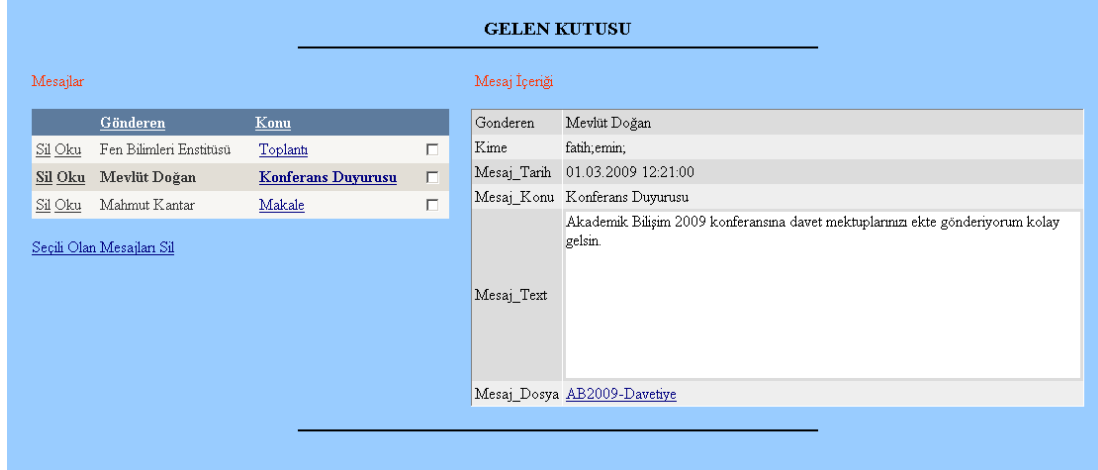 GELEN KUTUSU
Mesajlar
Gönderen Konu
Sil Oku Fen Bilimleri Enstitüsü Toplantı
Sil Oku Mevlüt Doğan Konferans Duyurusu
Sil Oku Mahmut Kantar Makale
Seçili Olan Mesajları Sil
Mesaj İçeriği
Gonderen Mevlüt Doğan
Kime fatih;emin;
Mesaj_Tarih 01.03.2009 12:21:00
Mesaj_Konu Konferans Duyurusu
Mesaj_Text
Akademik Bilişim 2009 konferansına davet mektuplarınızı ekte gönderiyorum kolay
gelsin.
Mesaj_Dosya AB2009-Davetiye